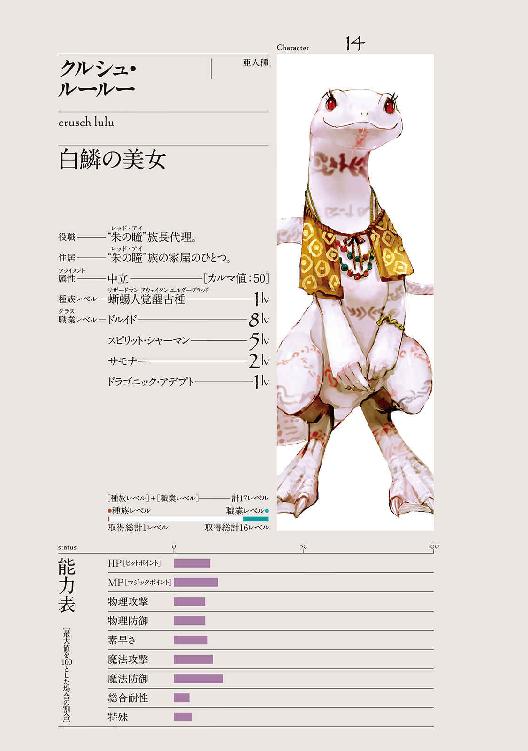 Character 14
クルシュ・
ルールー
亜人種
crusch lulu
白鱗の美女
レッド・アイ
役職 “朱の瞳”族長代理。
レッド・アイ
住居 “朱の瞳”族の家屋のひとつ。
アライメント
属性 中立 [カルマ値:50]
リザードマン アウェイクン エルダーブラッド
種族レベル 蜥蜴人覚醒古種 1lv
クラス
職業レベル ドルイド 8lv
スピリット・シャーマン 5lv
サモナー 2lv
ドラゴニック・アデプト 1lv
[種族レベル]+[職業レベル] 計17レベル
●種族レベル 職業レベル●
取得総計1レベル 取得総計16レベル
status 0 50 100
能力表
[最大値を100とした場合の割合]
HP[ヒットポイント]
MP[マジックポイント]
物理攻撃
物理防御
素早さ
魔法攻撃
魔法防御
総合耐性
特殊